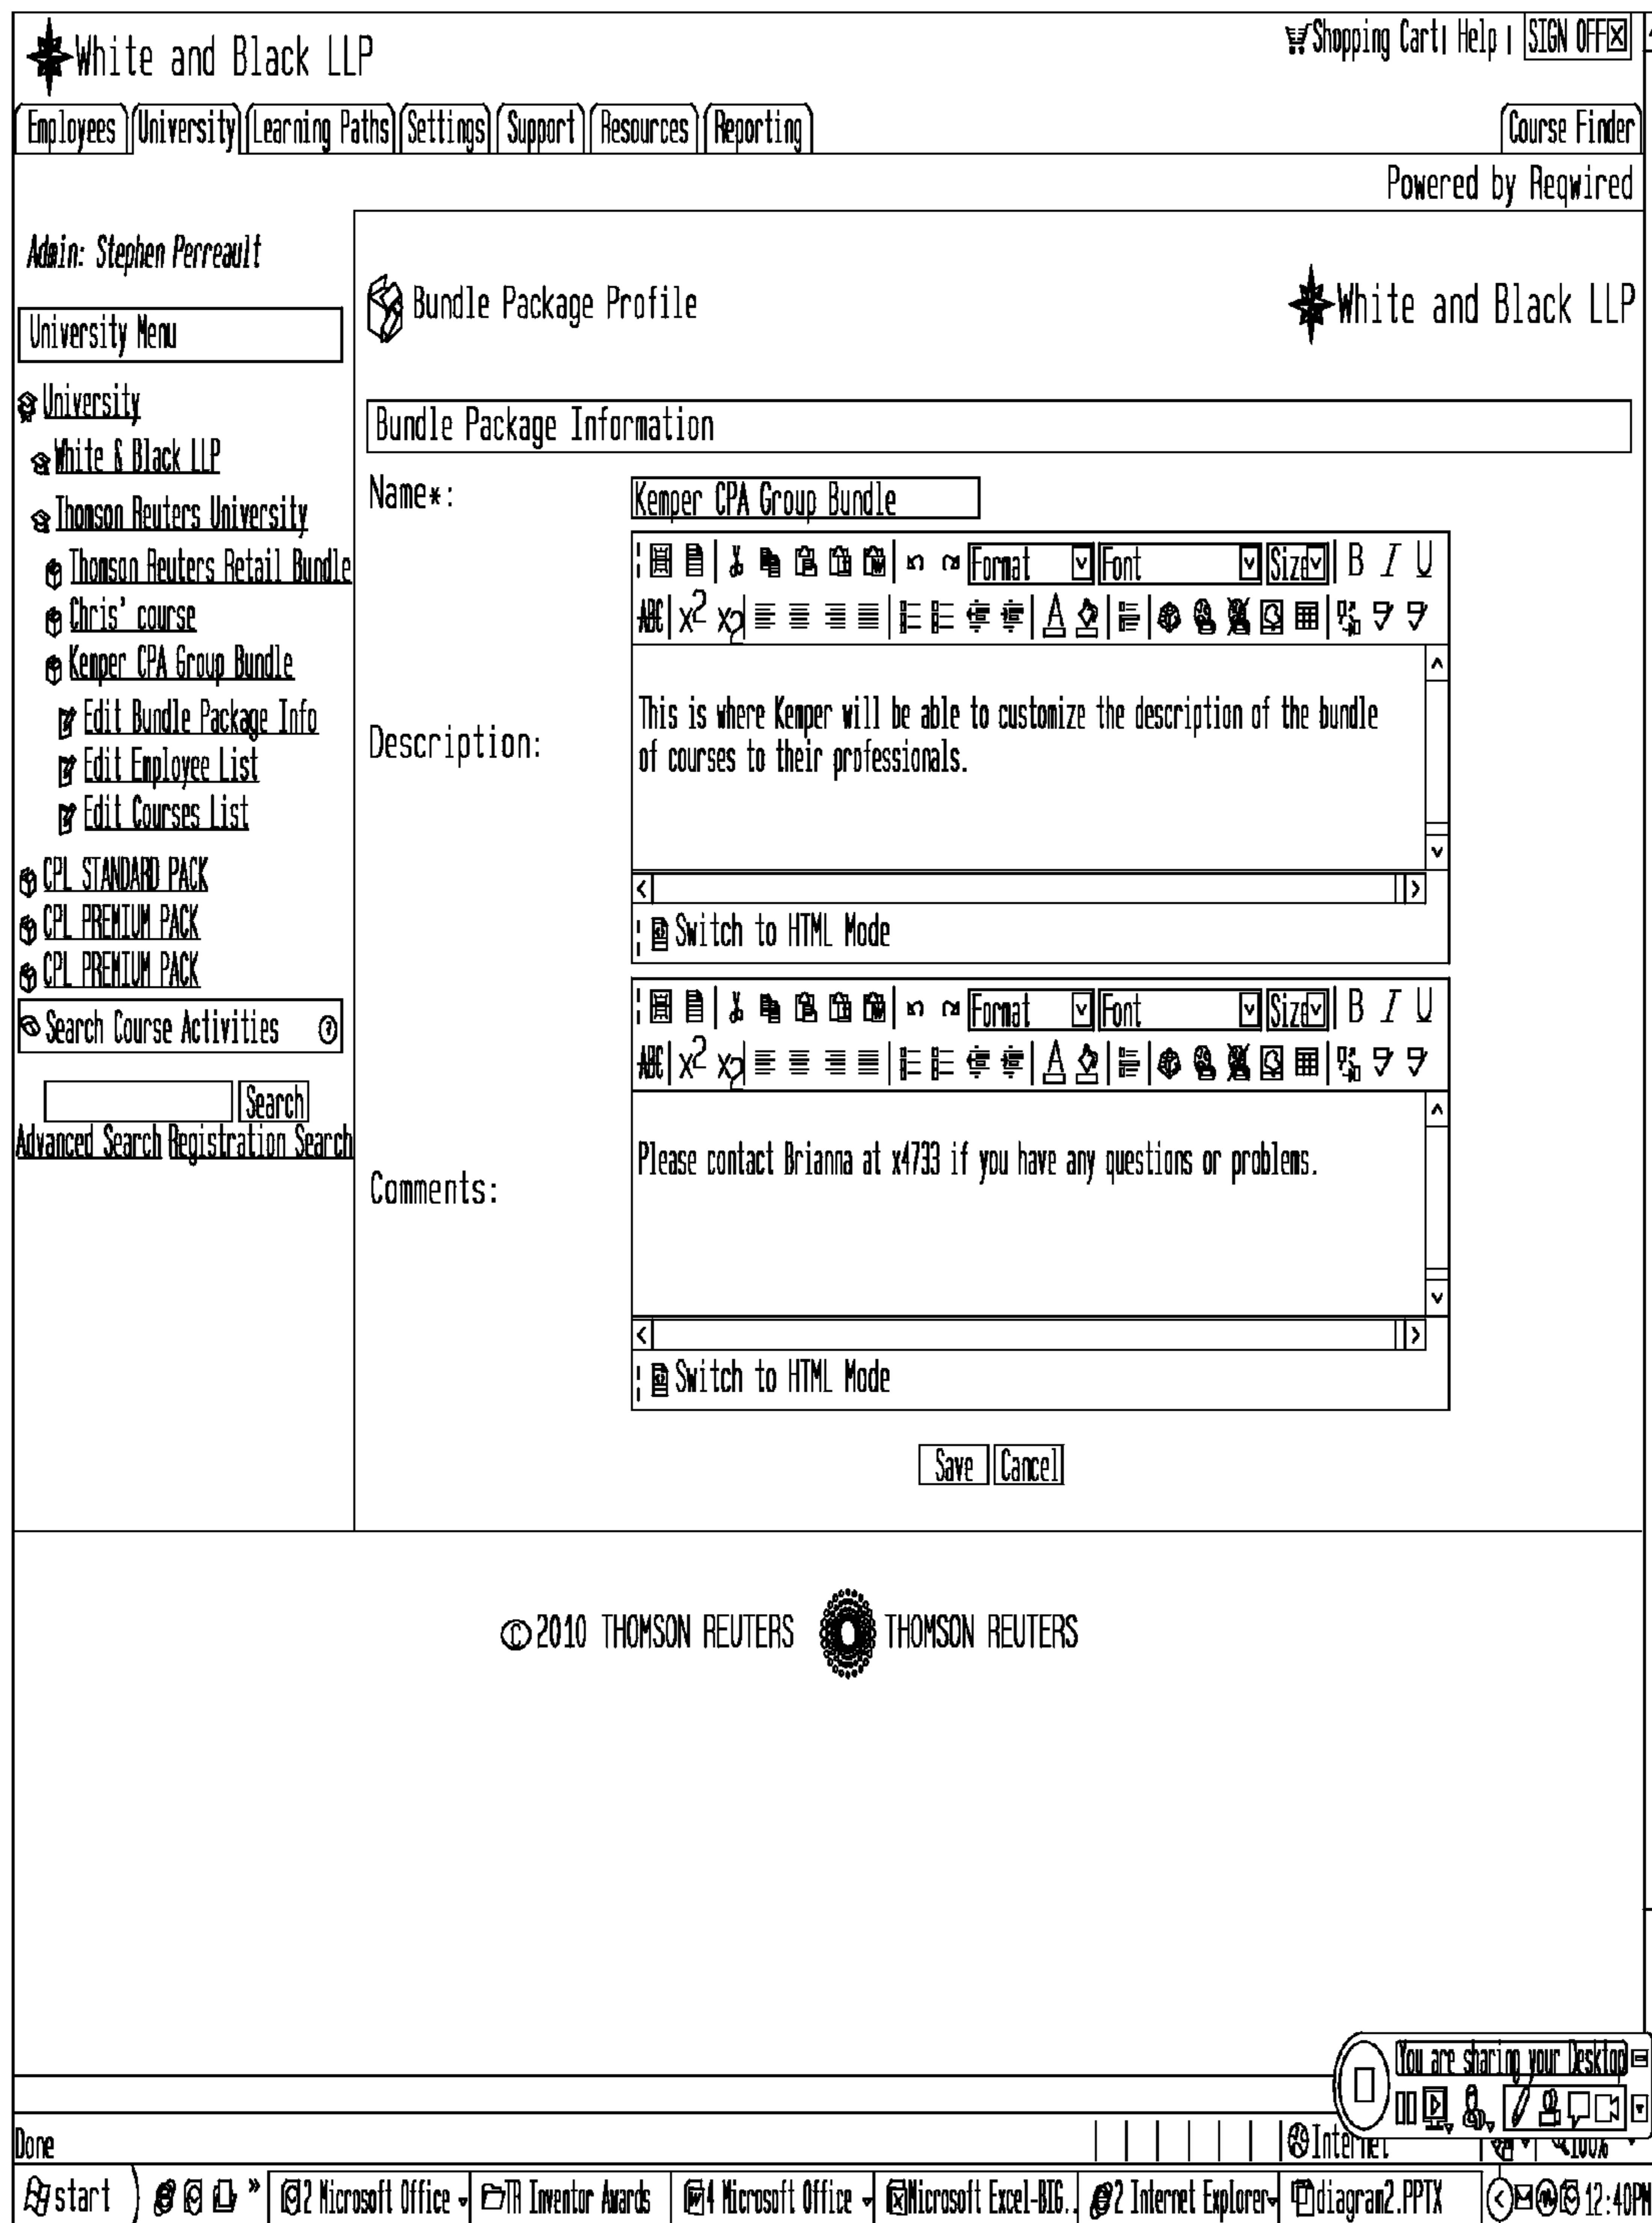 White and Black LLP
Shopping Cart| Help | SIGN OFF
Employees University Learning Paths Settings Support Resources Reporting Course Finder
Powered by Reqwired
Admin: Stephen Perreault
Bundle Package Profile
White and Black LLP
University Menu
University
White & Black LLP
Thomson Reuters University
Thomson Reuters Retail Bundle
Chris' course
Kemper CPA Group Bundle
Edit Bundle Package Info
Edit Employee List
Edit Courses List
CPL STANDARD PACK
CPL PREMIUM PACK
CPL PREMIUM PACK
Search Course Activities ?
Search
Advanced Search Registration Search
Bundle Package Information
Name*: Kemper CPA Group Bundle
Format Font Size B I U
ABC x2 x2 A
Description:
This is where Kemper will be able to customize the description of the bundle
of courses to their professionals.
Switch to HTML Mode
Format Font Size B I U
ABC x2 x2 A
Comments:
Please contact Brianna at x4733 if you have any questions or problems.
Switch to HTML Mode
Save Cancel
©2010 THOMSON REUTERS THOMSON REUTERS
You are sharing your Desktop
Done Internet 100%
start » 2 Microsoft Office TR Inventor Awards 4 Microsoft Office Microsoft Excel-BIG.. 2 Internet Explorer diagram2.PPTX 12:40PM